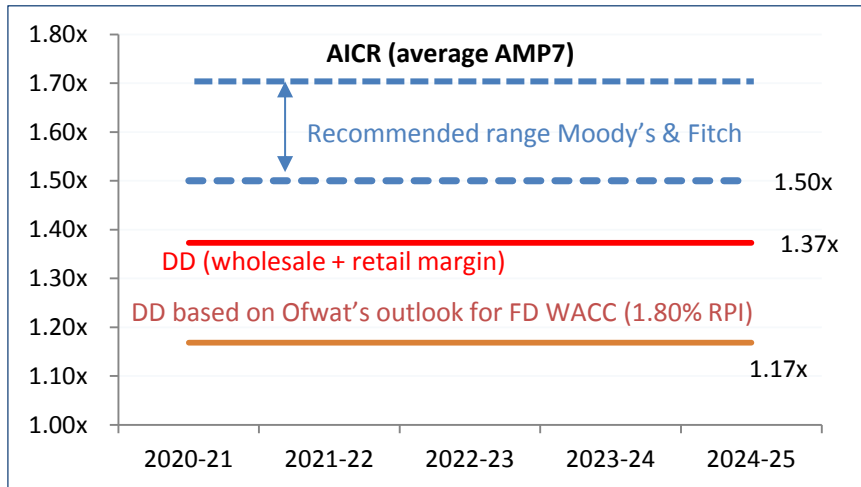 AICR (average AMP7)
1.80x
1.70x
1.60x
1.50x
1.40x
1.30x
1.20x
1.10x
1.00x
Recommended range Moody’s & Fitch
1.50x
1.37x
DD (wholesale + retail margin)
DD based on Ofwat’s outlook for FD WACC (1.80% RPI)
1.17x
2020-21 2021-22 2022-23 2023-24 2024-25